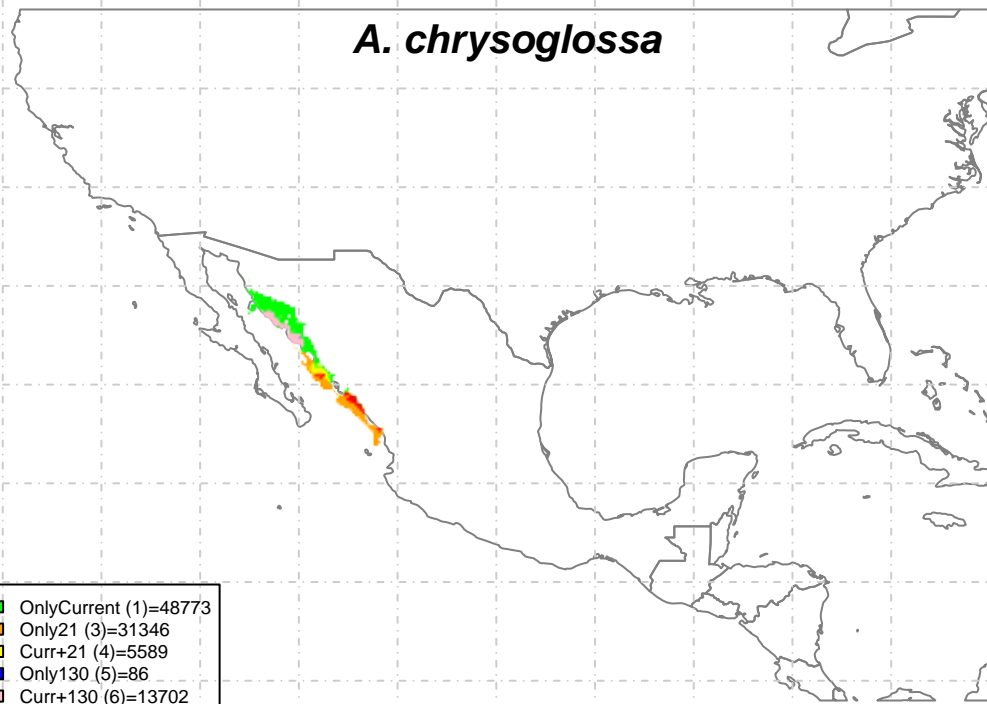 A. chrysoglossa
OnlyCurrent (1)=48773
Only21 (3)=31346
Curr+21 (4)=5589
Only130 (5)=86
Curr+130 (6)=13702